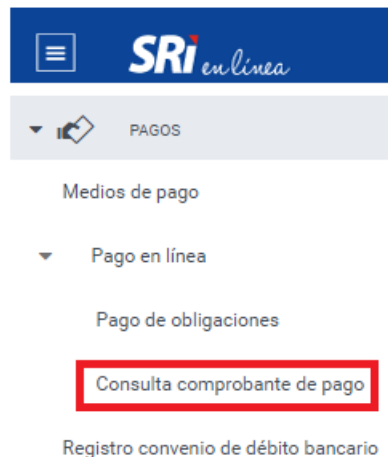 SRi en línea
PAGOS
Medios de pago
Pago en línea
Pago de obligaciones
Consulta comprobante de pago
Registro convenio de débito bancario